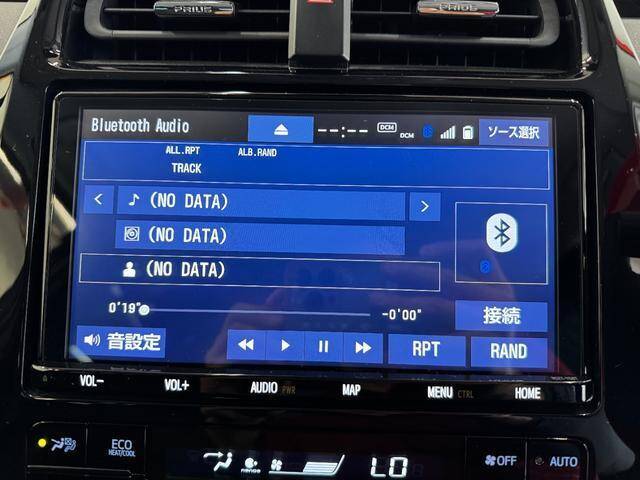 PRIUS PRIUS
Bluetooth Audio --:-- DCM DCM ソース選択
ALL.RPT ALB.RAND
TRACK
< (NO DATA) >
(NO DATA)
(NO DATA)
0'19" -0'00" 接続
音設定 RPT RAND
VOL- VOL+ AUDIO PWR MAP MENU CTRL HOME
ECO
HEAT/COOL
LO OFF AUTO